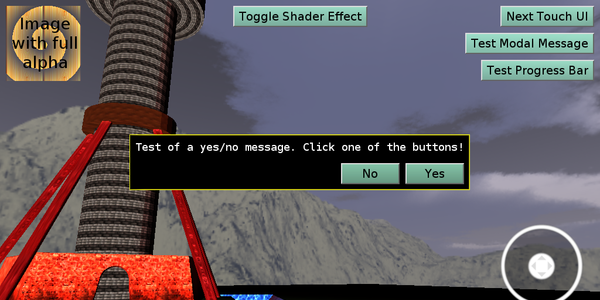 Image
with full
alpha
Toggle Shader Effect
Next Touch UI
Test Modal Message
Test Progress Bar
Test of a yes/no message. Click one of the buttons!
No
Yes